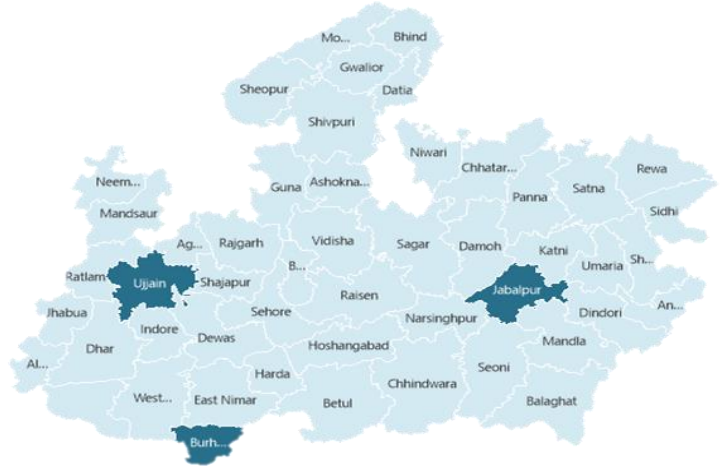 Mo...
Bhind
Gwalior
Sheopur
Datia
Shivpuri
Niwari
Chhatar...
Rewa
Neem...
Guna
Ashokna...
Satna
Panna
Mandsaur
Sidhi
Ag...
Rajgarh
Vidisha
Sagar
Damoh
Katni
Sh...
B...
Umaria
Ratlam
Ujjain
Shajapur
Raisen
Jabalpur
An...
Jhabua
Sehore
Narsinghpur
Dindori
Indore
Dewas
Hoshangabad
Mandla
Dhar
Al...
Harda
Seoni
Chhindwara
West...
East Nimar
Betul
Balaghat
Burh...